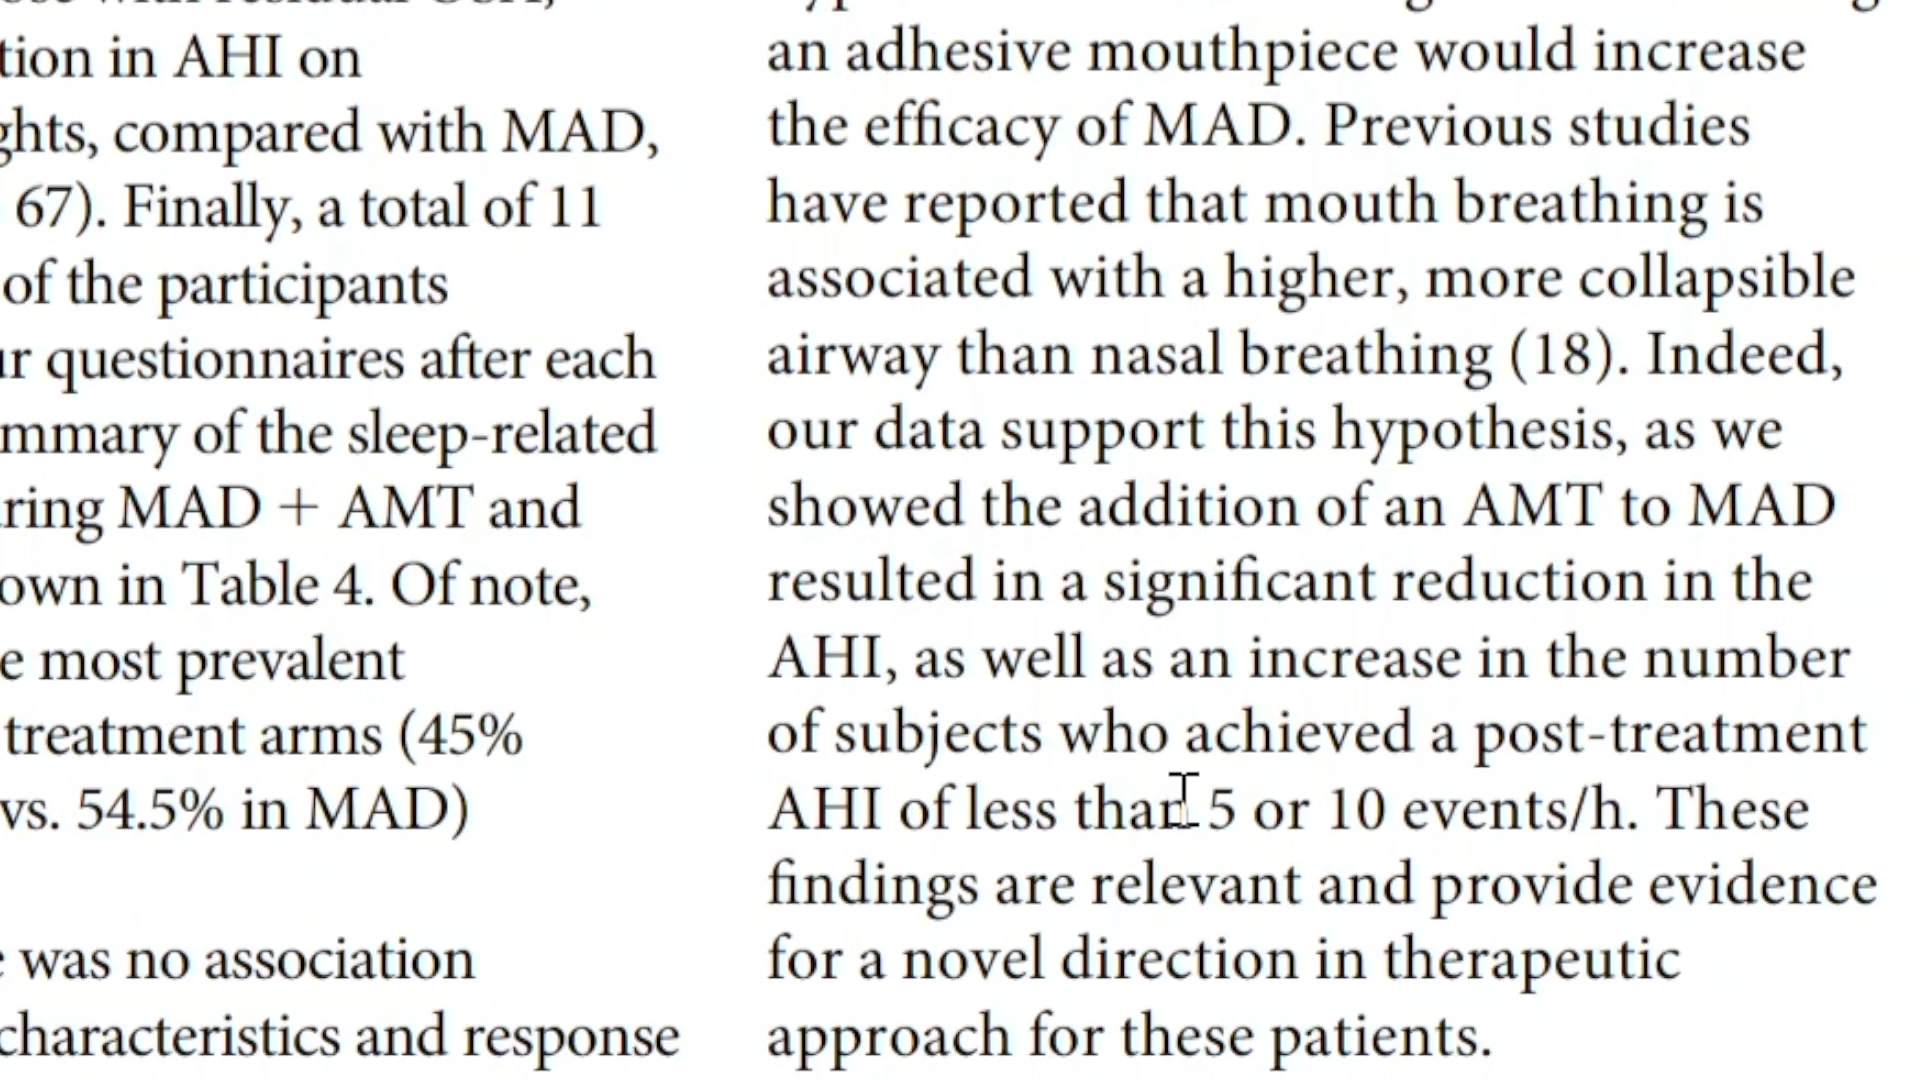 tion in AHI on
ghts, compared with MAD,
67). Finally, a total of 11
of the participants
ur questionnaires after each
mmary of the sleep-related
ring MAD + AMT and
own in Table 4. Of note,
e most prevalent
treatment arms (45%
vs. 54.5% in MAD)
e was no association
characteristics and response
an adhesive mouthpiece would increase
the efficacy of MAD. Previous studies
have reported that mouth breathing is
associated with a higher, more collapsible
airway than nasal breathing (18). Indeed,
our data support this hypothesis, as we
showed the addition of an AMT to MAD
resulted in a significant reduction in the
AHI, as well as an increase in the number
of subjects who achieved a post-treatment
AHI of less than 5 or 10 events/h. These
findings are relevant and provide evidence
for a novel direction in therapeutic
approach for these patients.